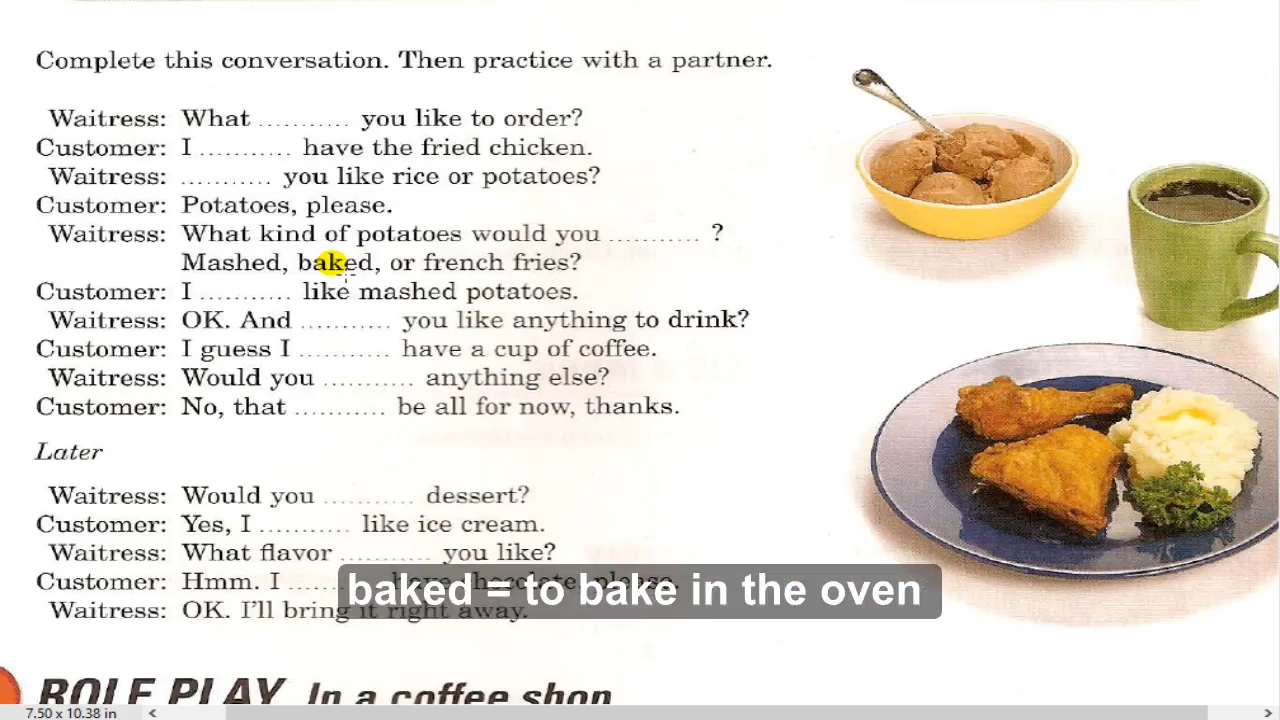 Complete this conversation. Then practice with a partner.
Waitress: What ........... you like to order?
Customer: I ........... have the fried chicken.
Waitress: ........... you like rice or potatoes?
Customer: Potatoes, please.
Waitress: What kind of potatoes would you ........... ?
Mashed, baked, or french fries?
Customer: I ........... like mashed potatoes.
Waitress: OK. And ........... you like anything to drink?
Customer: I guess I ........... have a cup of coffee.
Waitress: Would you ........... anything else?
Customer: No, that ........... be all for now, thanks.
Later
Waitress: Would you ........... dessert?
Customer: Yes, I ........... like ice cream.
Waitress: What flavor ........... you like?
Customer: Hmm. I ........... have chocolate, please.
Waitress: OK. I'll bring it right away.
baked = to bake in the oven
ROLE PLAY In a coffee shop
7.50 x 10.38 in